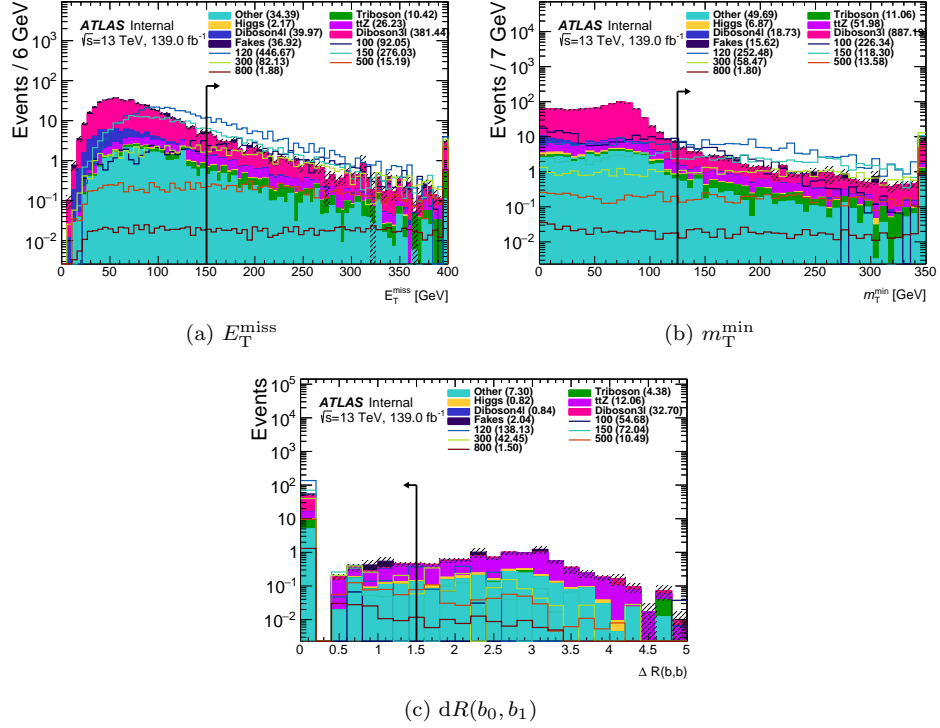 ATLAS Internal
√s=13 TeV, 139.0 fb⁻¹
Other (34.39)
Higgs (2.17)
Diboson4l (39.97)
Fakes (36.92)
120 (446.67)
300 (82.13)
800 (1.88)
Triboson (10.42)
ttZ (26.23)
Diboson3l (381.44)
100 (92.05)
150 (276.03)
500 (15.19)
Events / 6 GeV
10³
10²
10
1
10⁻¹
10⁻²
0 50 100 150 200 250 300 350 400
E_T^miss [GeV]
(a) E_T^miss
ATLAS Internal
√s=13 TeV, 139.0 fb⁻¹
Other (49.69)
Higgs (6.87)
Diboson4l (18.73)
Fakes (15.62)
120 (252.48)
300 (58.47)
800 (1.80)
Triboson (11.06)
ttZ (51.98)
Diboson3l (887.19
100 (226.34)
150 (118.30)
500 (13.58)
Events / 7 GeV
10⁴
10³
10²
10
1
10⁻¹
10⁻²
0 50 100 150 200 250 300 350
m_T^min [GeV]
(b) m_T^min
ATLAS Internal
√s=13 TeV, 139.0 fb⁻¹
Other (7.30)
Higgs (0.82)
Diboson4l (0.84)
Fakes (2.04)
120 (138.13)
300 (42.45)
800 (1.50)
Triboson (4.38)
ttZ (12.06)
Diboson3l (32.70)
100 (54.68)
150 (72.04)
500 (10.49)
Events
10⁵
10⁴
10³
10²
10
1
10⁻¹
10⁻²
0 0.5 1 1.5 2 2.5 3 3.5 4 4.5 5
Δ R(b,b)
(c) dR(b₀, b₁)